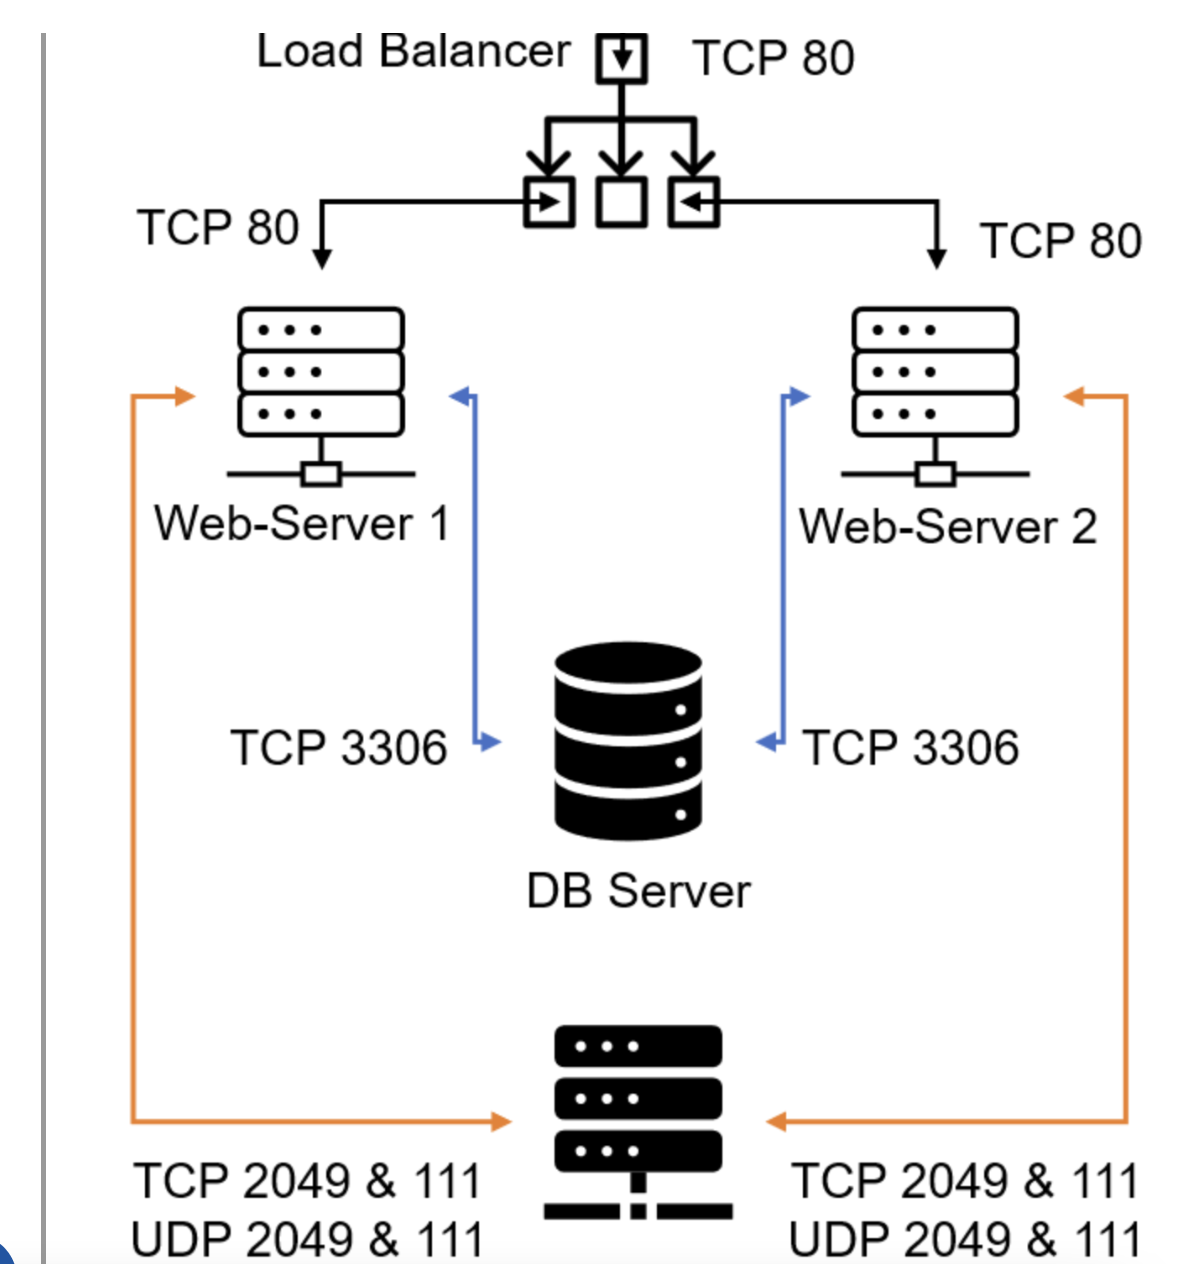 Load Balancer
TCP 80
TCP 80
TCP 80
Web-Server 1
Web-Server 2
TCP 3306
TCP 3306
DB Server
TCP 2049 & 111
UDP 2049 & 111
TCP 2049 & 111
UDP 2049 & 111